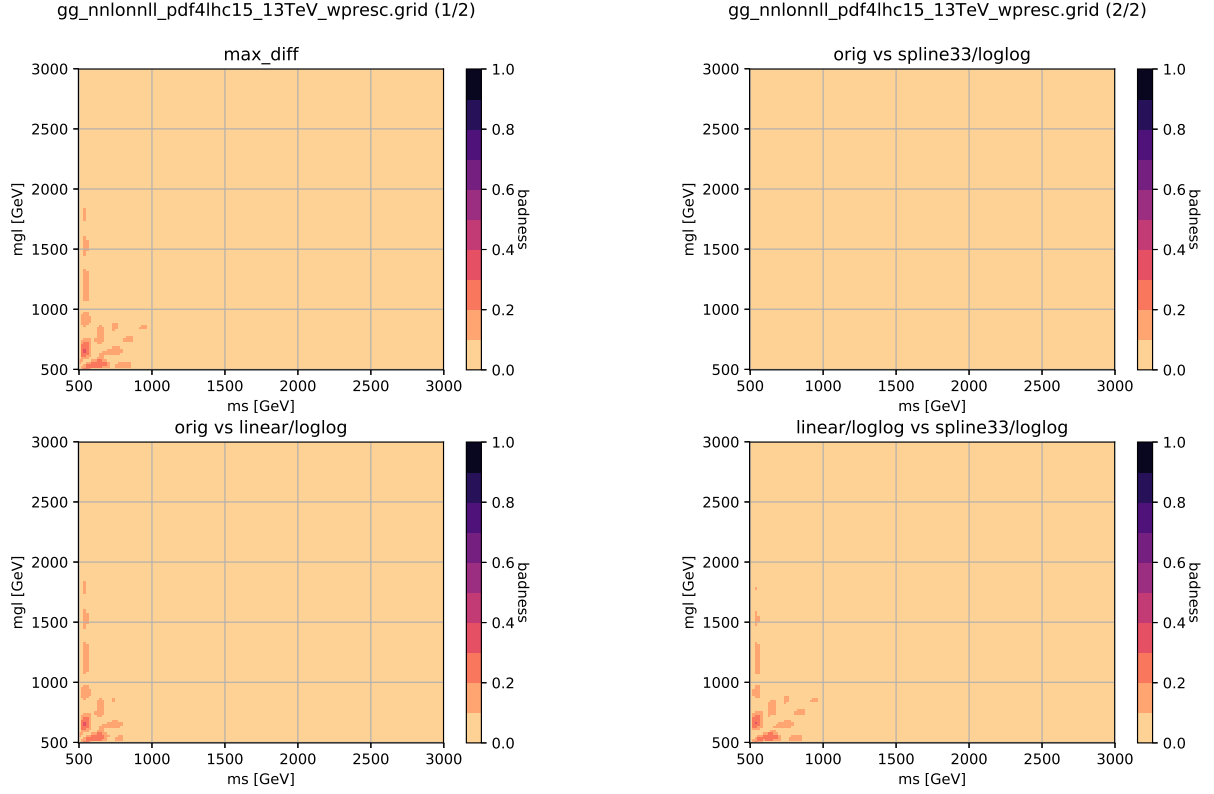 gg_nnlonnll_pdf4lhc15_13TeV_wpresc.grid (1/2)
max_diff
3000
2500
2000
1500
1000
500
mgl [GeV]
500 1000 1500 2000 2500 3000
ms [GeV]
1.0
0.8
0.6
0.4
0.2
0.0
badness
orig vs linear/loglog
3000
2500
2000
1500
1000
500
mgl [GeV]
500 1000 1500 2000 2500 3000
ms [GeV]
1.0
0.8
0.6
0.4
0.2
0.0
badness
gg_nnlonnll_pdf4lhc15_13TeV_wpresc.grid (2/2)
orig vs spline33/loglog
3000
2500
2000
1500
1000
500
mgl [GeV]
500 1000 1500 2000 2500 3000
ms [GeV]
1.0
0.8
0.6
0.4
0.2
0.0
badness
linear/loglog vs spline33/loglog
3000
2500
2000
1500
1000
500
mgl [GeV]
500 1000 1500 2000 2500 3000
ms [GeV]
1.0
0.8
0.6
0.4
0.2
0.0
badness